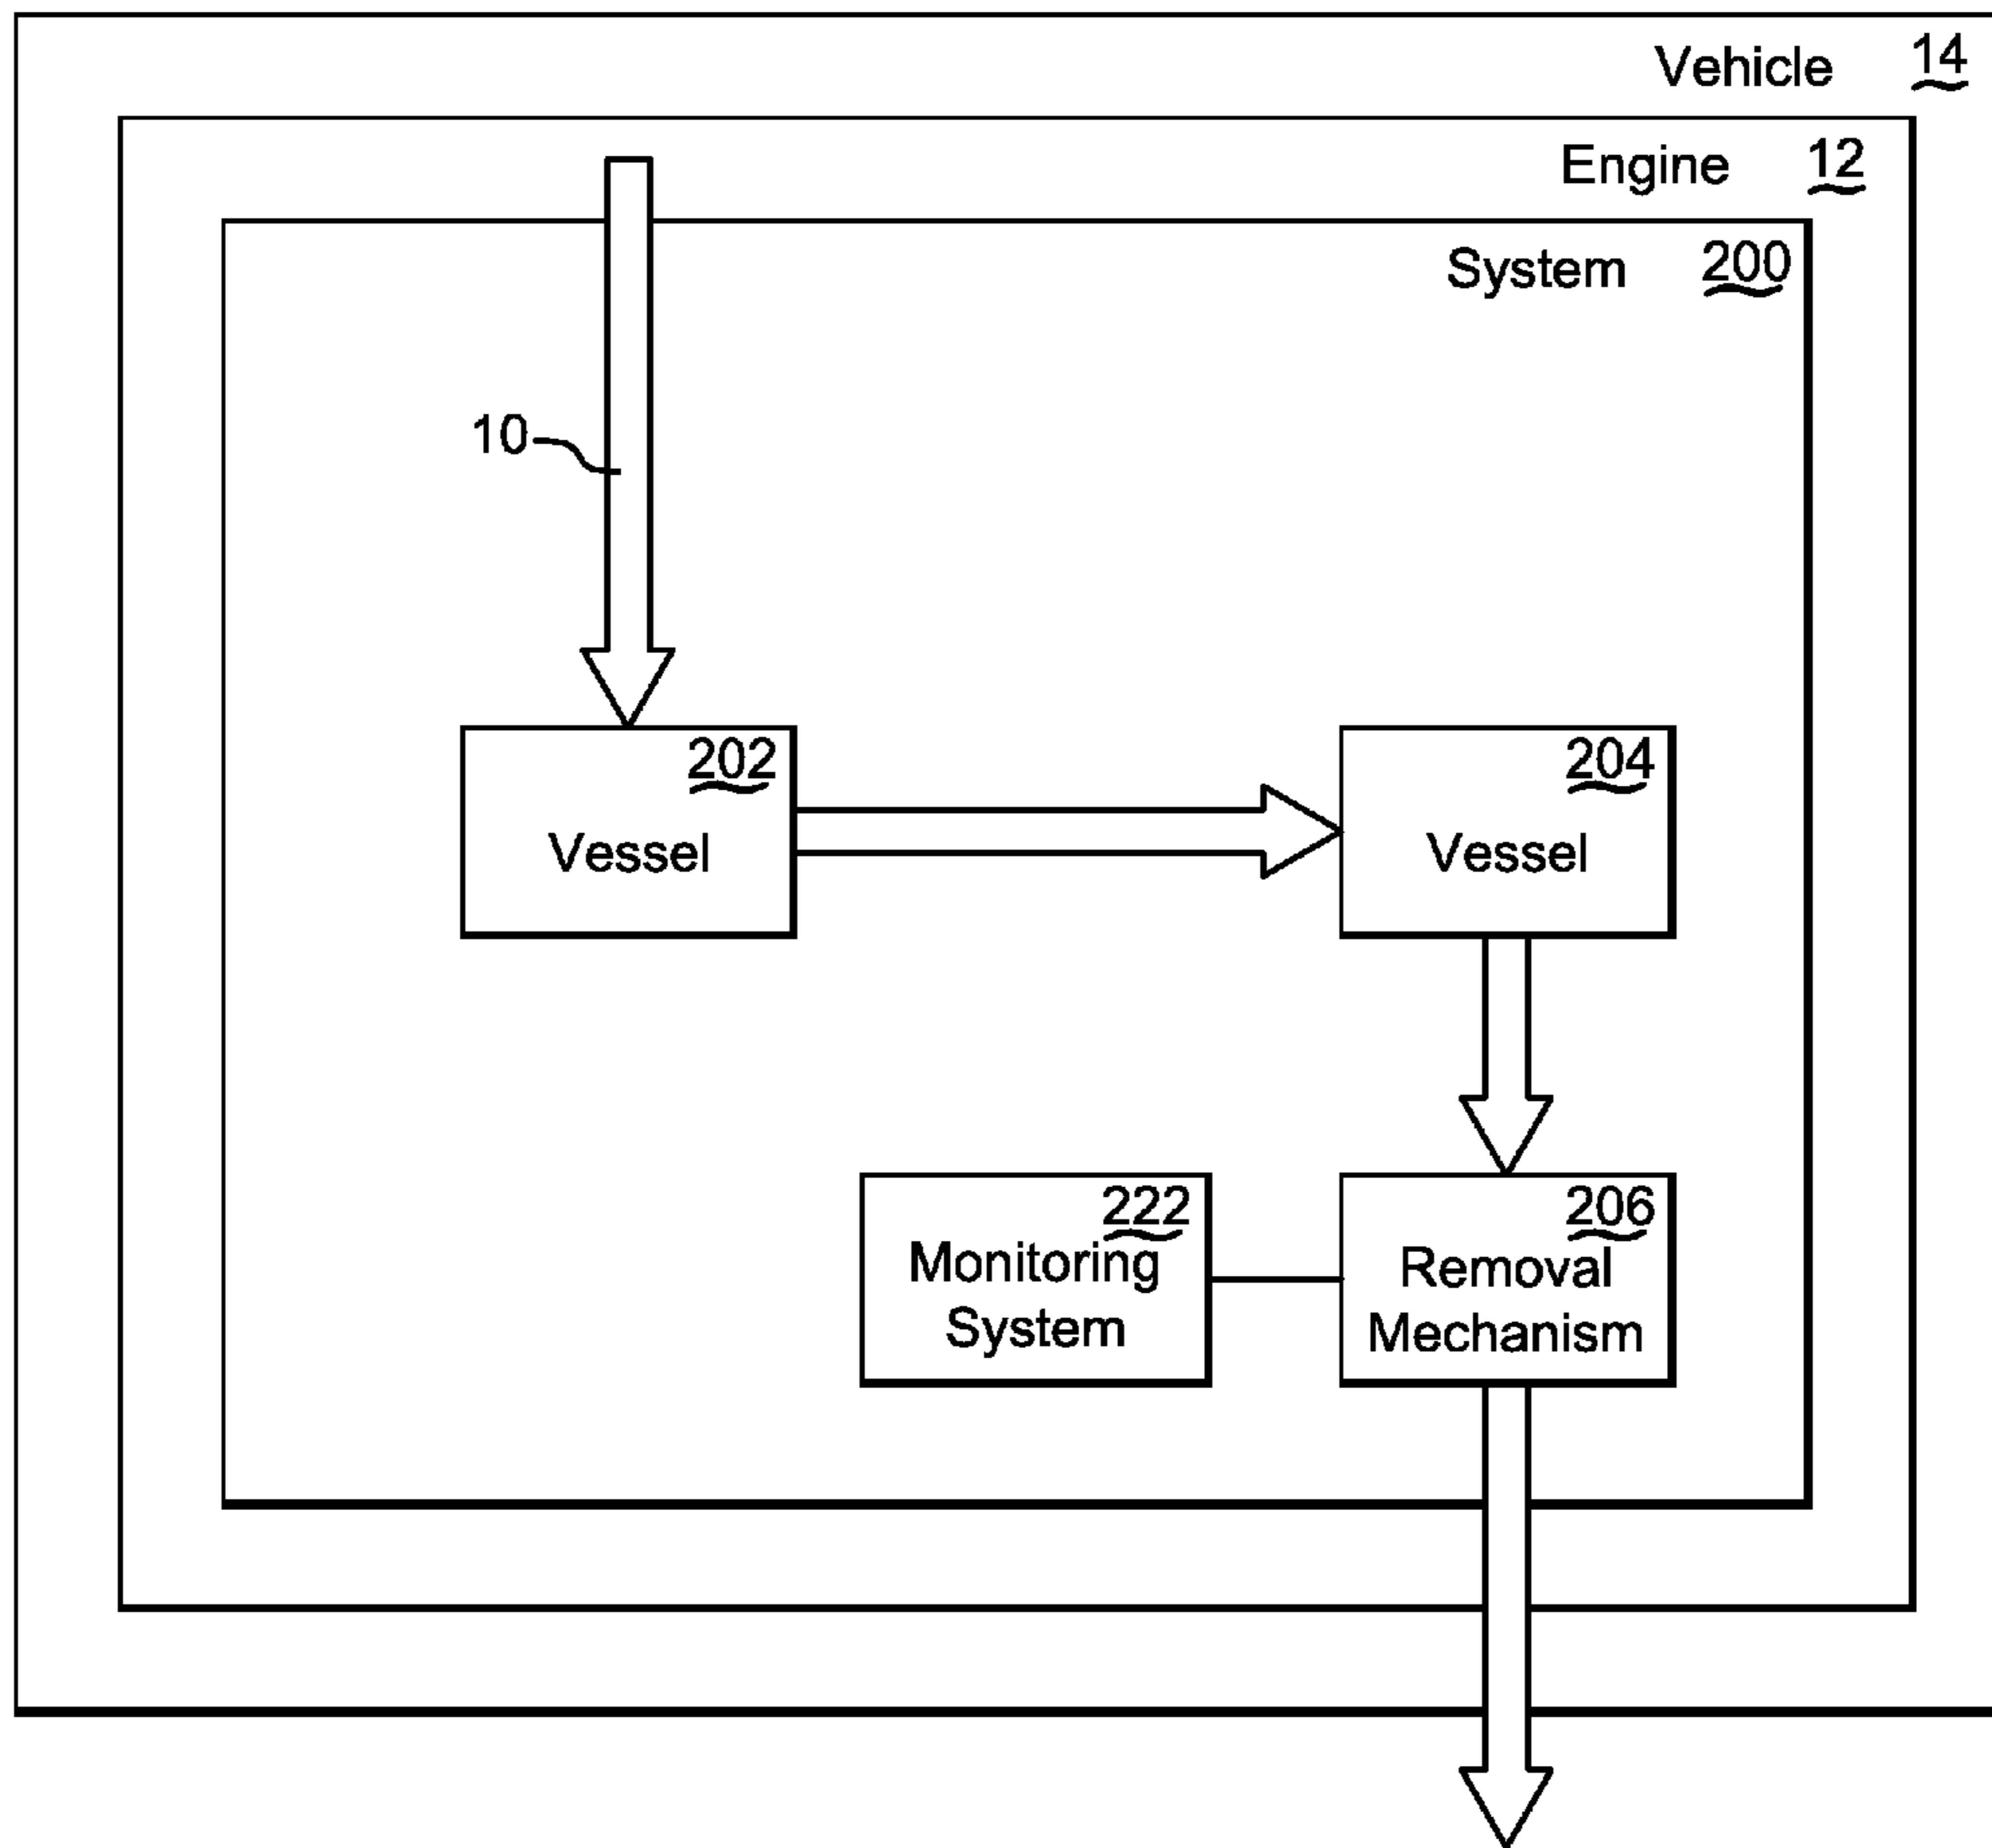 Vehicle 14
Engine 12
System 200
10
202
Vessel
204
Vessel
222
Monitoring
System
206
Removal
Mechanism